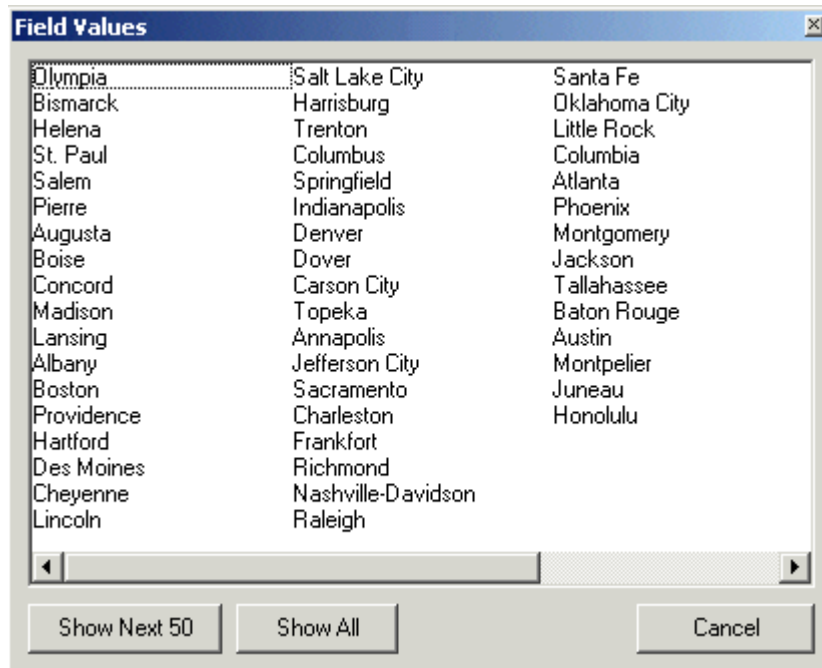 Field Values
Olympia
Bismarck
Helena
St. Paul
Salem
Pierre
Augusta
Boise
Concord
Madison
Lansing
Albany
Boston
Providence
Hartford
Des Moines
Cheyenne
Lincoln
Salt Lake City
Harrisburg
Trenton
Columbus
Springfield
Indianapolis
Denver
Dover
Carson City
Topeka
Annapolis
Jefferson City
Sacramento
Charleston
Frankfort
Richmond
Nashville-Davidson
Raleigh
Santa Fe
Oklahoma City
Little Rock
Columbia
Atlanta
Phoenix
Montgomery
Jackson
Tallahassee
Baton Rouge
Austin
Montpelier
Juneau
Honolulu
Show Next 50
Show All
Cancel